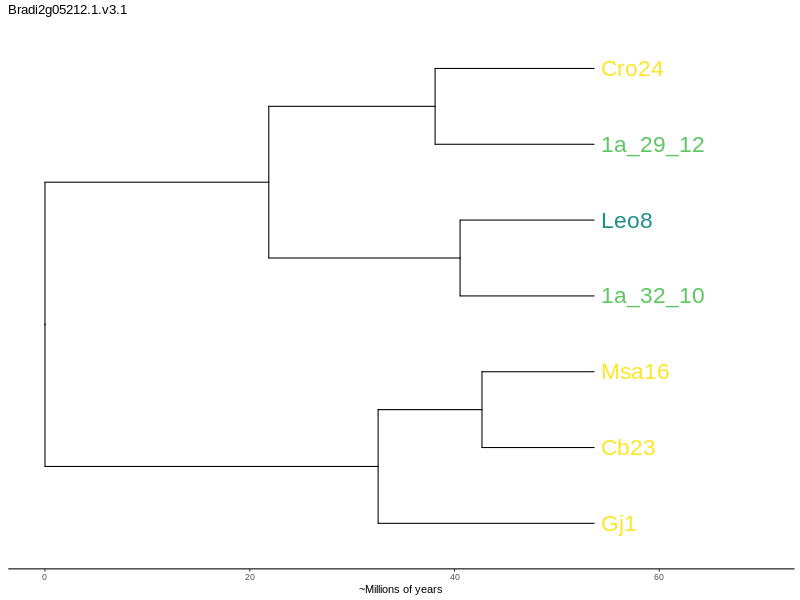 Bradi2g05212.1.v3.1
Cro24
1a_29_12
Leo8
1a_32_10
Msa16
Cb23
Gj1
0 20 40 60
~Millions of years